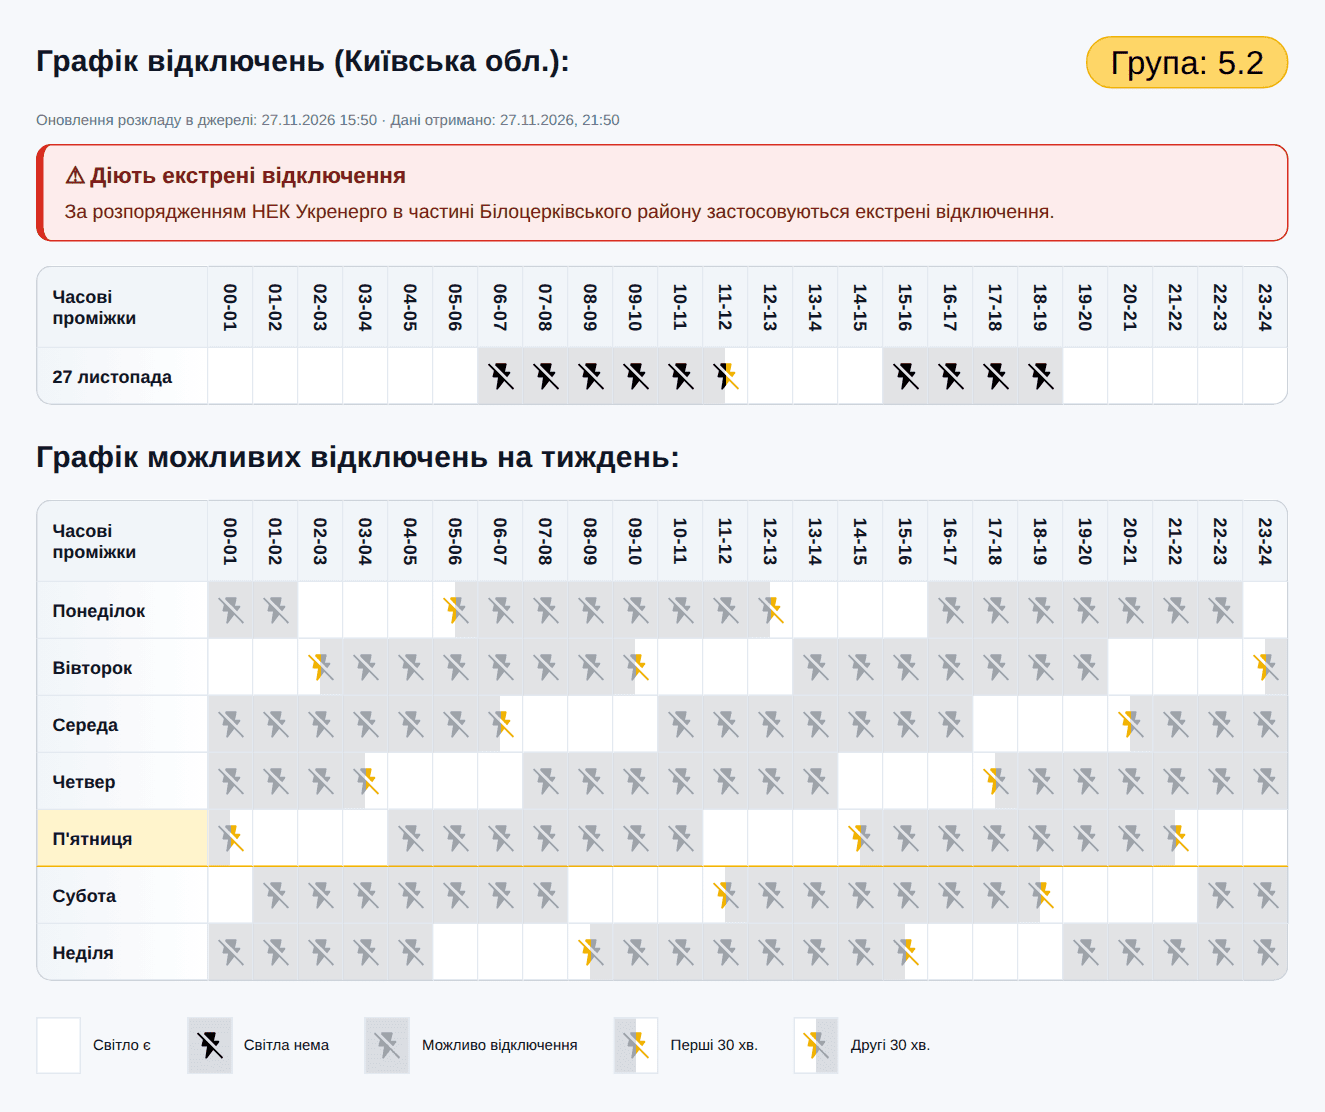 Графік відключень (Київська обл.):
Група: 5.2
Оновлення розкладу в джерелі: 27.11.2026 15:50 · Дані отримано: 27.11.2026, 21:50
⚠ Діють екстрені відключення
За розпорядженням НЕК Укренерго в частині Білоцерківського району застосовуються екстрені відключення.
Часові проміжки 00-01 01-02 02-03 03-04 04-05 05-06 06-07 07-08 08-09 09-10 10-11 11-12 12-13 13-14 14-15 15-16 16-17 17-18 18-19 19-20 20-21 21-22 22-23 23-24
27 листопада
Графік можливих відключень на тиждень:
Часові проміжки 00-01 01-02 02-03 03-04 04-05 05-06 06-07 07-08 08-09 09-10 10-11 11-12 12-13 13-14 14-15 15-16 16-17 17-18 18-19 19-20 20-21 21-22 22-23 23-24
Понеділок
Вівторок
Середа
Четвер
П'ятниця
Субота
Неділя
Світло є
Світла нема
Можливо відключення
Перші 30 хв.
Другі 30 хв.